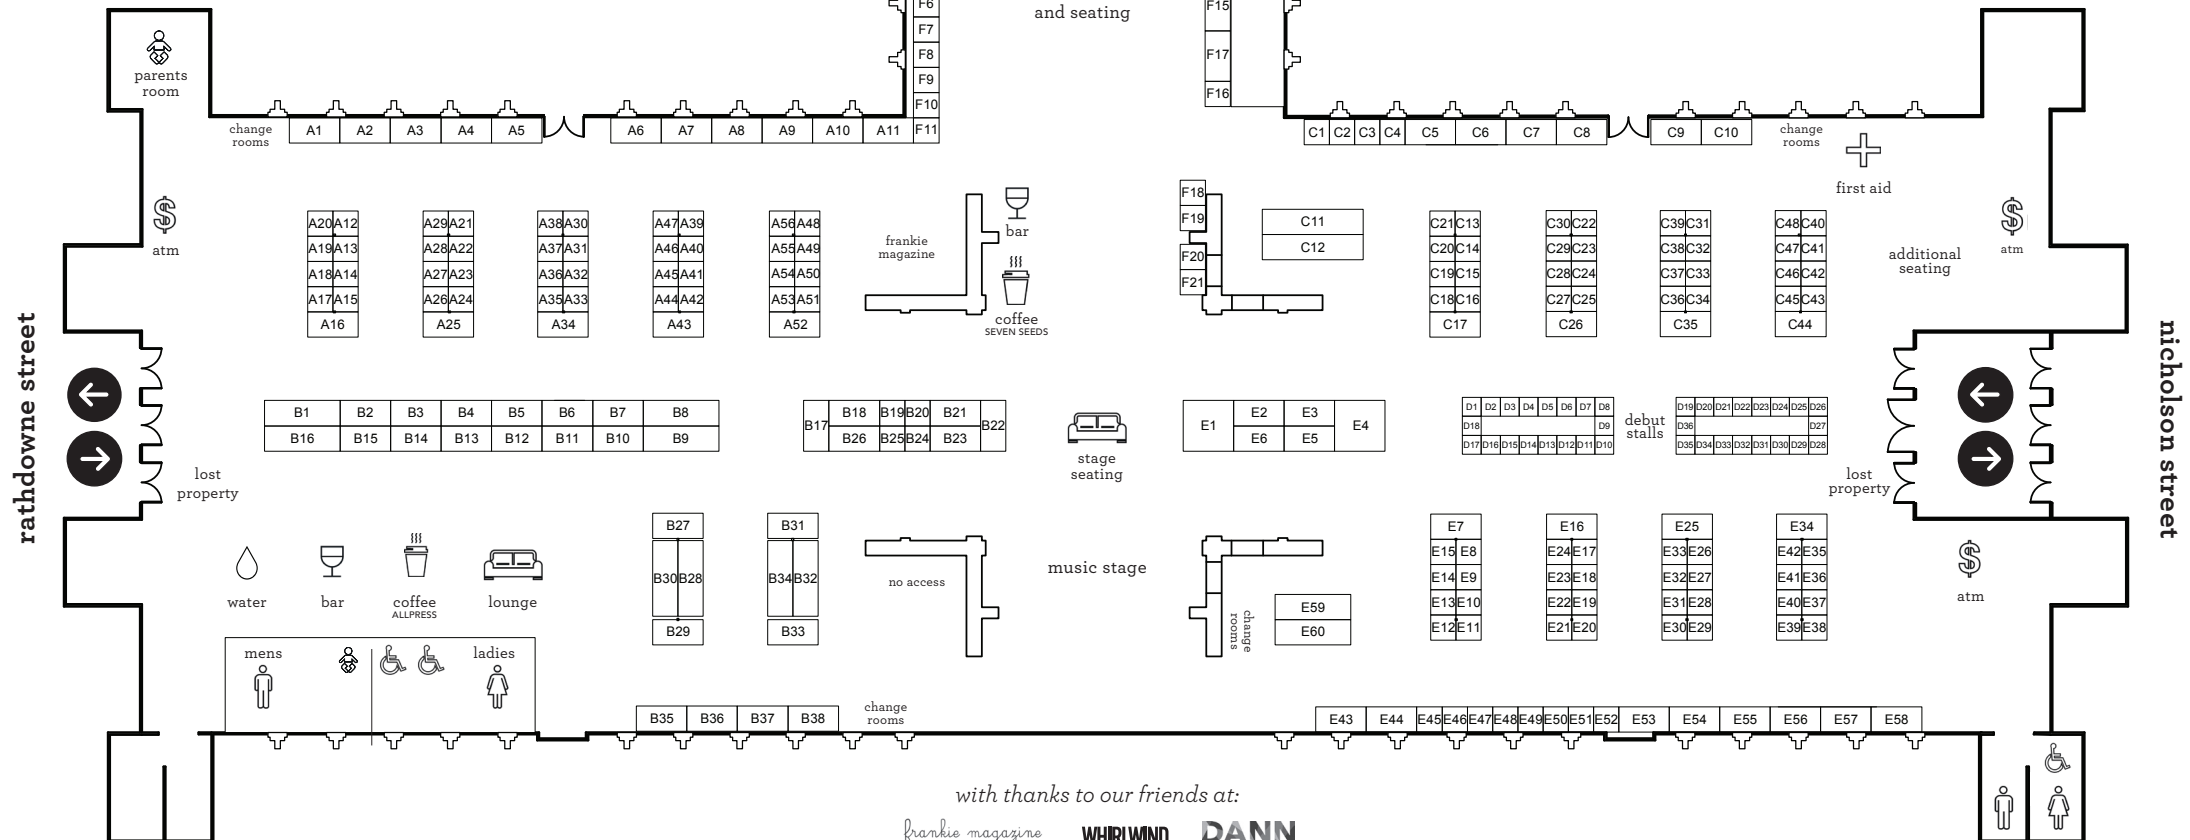 F6
F7
F8
F9
F10
F11
and seating
F15
F17
F16
parents
room
change
rooms
A1 A2 A3 A4 A5
A6 A7 A8 A9 A10 A11
C1 C2 C3 C4 C5 C6 C7 C8
C9 C10
change
rooms
first aid
$
atm
A20 A12
A19 A13
A18 A14
A17 A15
A16
A29 A21
A28 A22
A27 A23
A26 A24
A25
A38 A30
A37 A31
A36 A32
A35 A33
A34
A47 A39
A46 A40
A45 A41
A44 A42
A43
A56 A48
A55 A49
A54 A50
A53 A51
A52
frankie
magazine
bar
coffee
SEVEN SEEDS
F18
F19
F20
F21
C11
C12
C21 C13
C20 C14
C19 C15
C18 C16
C17
C30 C22
C29 C23
C28 C24
C27 C25
C26
C39 C31
C38 C32
C37 C33
C36 C34
C35
C48 C40
C47 C41
C46 C42
C45 C43
C44
additional
seating
$
atm
rathdowne street
nicholson street
B1 B2 B3 B4 B5 B6 B7 B8
B16 B15 B14 B13 B12 B11 B10 B9
B17
B18 B19 B20 B21
B26 B25 B24 B23
B22
stage
seating
E1
E2 E3
E6 E5
E4
D1 D2 D3 D4 D5 D6 D7 D8
D18 D9
D17 D16 D15 D14 D13 D12 D11 D10
debut
stalls
D19 D20 D21 D22 D23 D24 D25 D26
D36 D27
D35 D34 D33 D32 D31 D30 D29 D28
lost
property
lost
property
water
bar
coffee
ALLPRESS
lounge
B27
B30 B28
B29
B31
B34 B32
B33
no access
music stage
change
rooms
E59
E60
E7
E15 E8
E14 E9
E13 E10
E12 E11
E16
E24 E17
E23 E18
E22 E19
E21 E20
E25
E33 E26
E32 E27
E31 E28
E30 E29
E34
E42 E35
E41 E36
E40 E37
E39 E38
$
atm
mens
ladies
B35 B36 B37 B38
change
rooms
E43 E44 E45 E46 E47 E48 E49 E50 E51 E52 E53 E54 E55 E56 E57 E58
with thanks to our friends at:
frankie magazine
WHIRLWIND
DANN